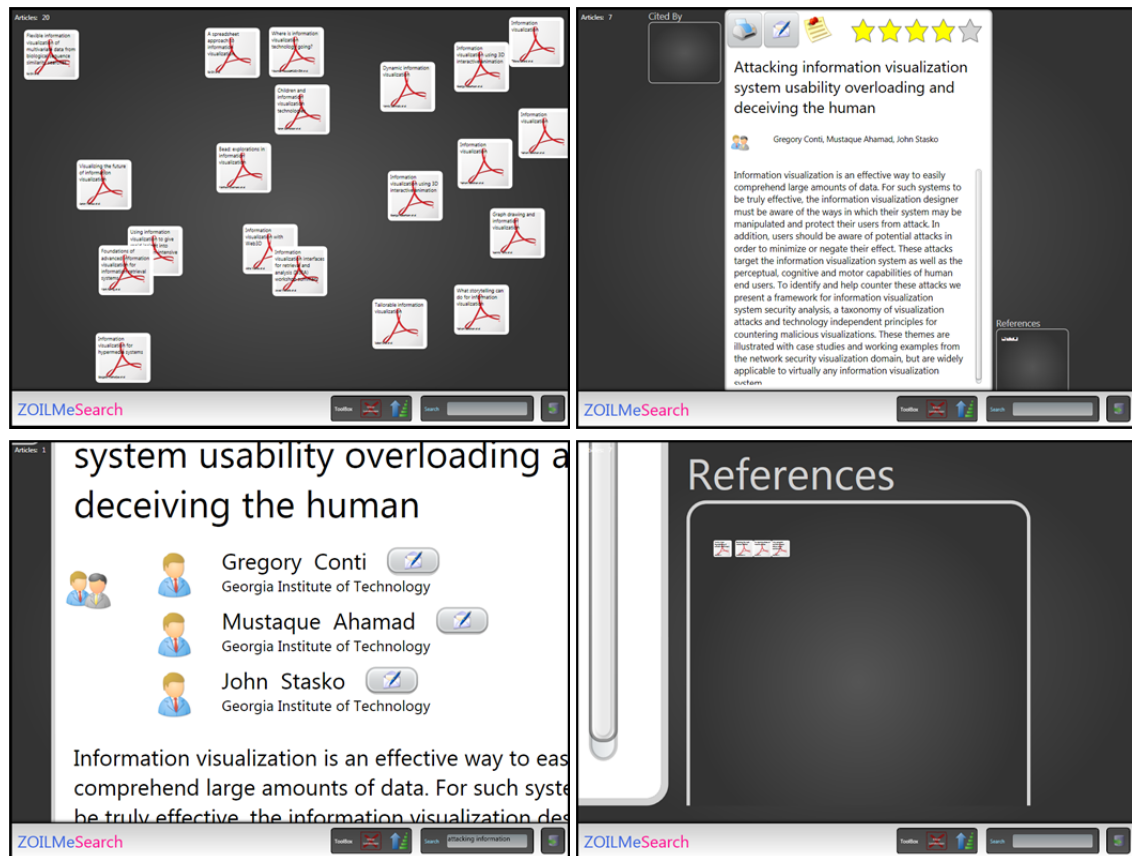 Articles: 20
Flexible information
visualization of
multivariate data from
biological sequence
similarity searches
A spreadsheet
approach to
information
visualization
Where is information
visualization
technology going?
Information
visualization
Information
visualization using 3D
interactive animation
Dynamic information
visualization
Children and
information
visualization
technologies
Information
visualization
Bead: explorations in
information
visualization
Information
visualization
Visualizing the future
of information
visualization
Information
visualization using 3D
interactive animation
Graph drawing and
information
visualization
Using information
visualization to give
Information
visualization with
Web3D
Foundations of
advanced information
visualization for
information retrieval
systems
Information
visualization interfaces
for retrieval and
analysis
workshop summary
What storytelling can
do for information
visualization
Tailorable information
visualization
Information
visualization for
hypermedia systems
ZOILMeSearch
ToolBox
Search
Articles: 7
Cited By
Attacking information visualization
system usability overloading and
deceiving the human
Gregory Conti, Mustaque Ahamad, John Stasko
Information visualization is an effective way to easily
comprehend large amounts of data. For such systems to
be truly effective, the information visualization designer
must be aware of the ways in which their system may be
manipulated and protect their users from attack. In
addition, users should be aware of potential attacks in
order to minimize or negate their effect. These attacks
target the information visualization system as well as the
perceptual, cognitive and motor capabilities of human
end users. To identify and help counter these attacks we
present a framework for information visualization
system security analysis, a taxonomy of visualization
attacks and technology independent principles for
countering malicious visualizations. These themes are
illustrated with case studies and working examples from
the network security visualization domain, but are widely
applicable to virtually any information visualization
system
References
ZOILMeSearch
ToolBox
Search
Articles: 1
system usability overloading a
deceiving the human
Gregory Conti
Georgia Institute of Technology
Mustaque Ahamad
Georgia Institute of Technology
John Stasko
Georgia Institute of Technology
Information visualization is an effective way to eas
comprehend large amounts of data. For such syste
be truly effective, the information visualization des
ZOILMeSearch
ToolBox
Search
attacking information
References
ZOILMeSearch
ToolBox
Search